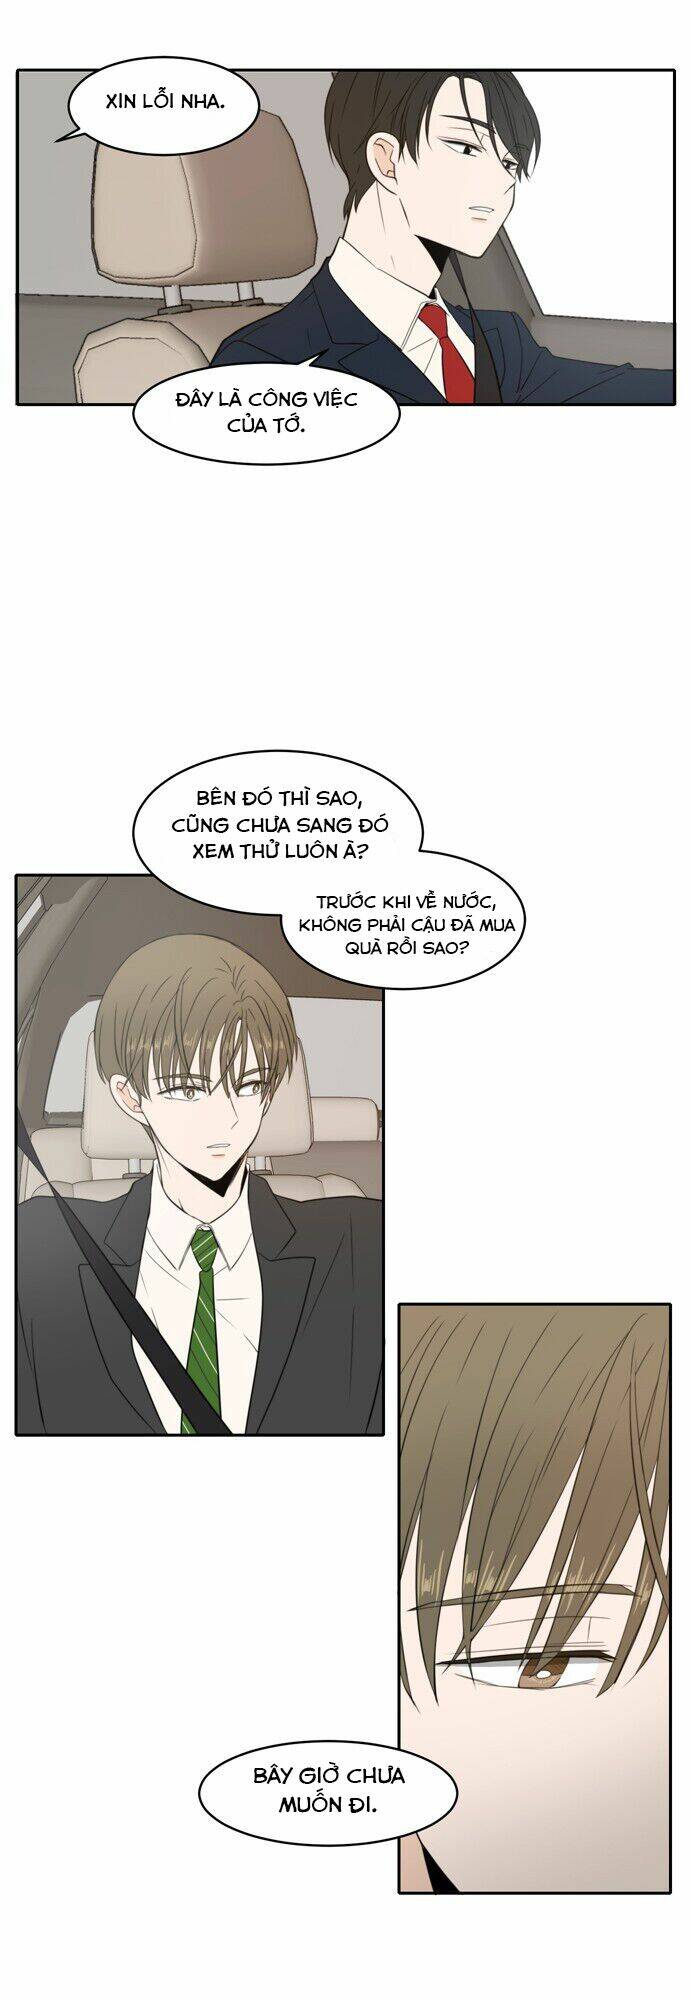 XIN LỖI NHA.
ĐÂY LÀ CÔNG VIỆC
CỦA TỚ.
BÊN ĐÓ THÌ SAO,
CŨNG CHƯA SANG ĐÓ
XEM THỬ LUÔN À?
TRƯỚC KHI VỀ NƯỚC,
KHÔNG PHẢI CẬU ĐÃ MUA
QUÀ RỒI SAO?
BÂY GIỜ CHƯA
MUỐN ĐI.